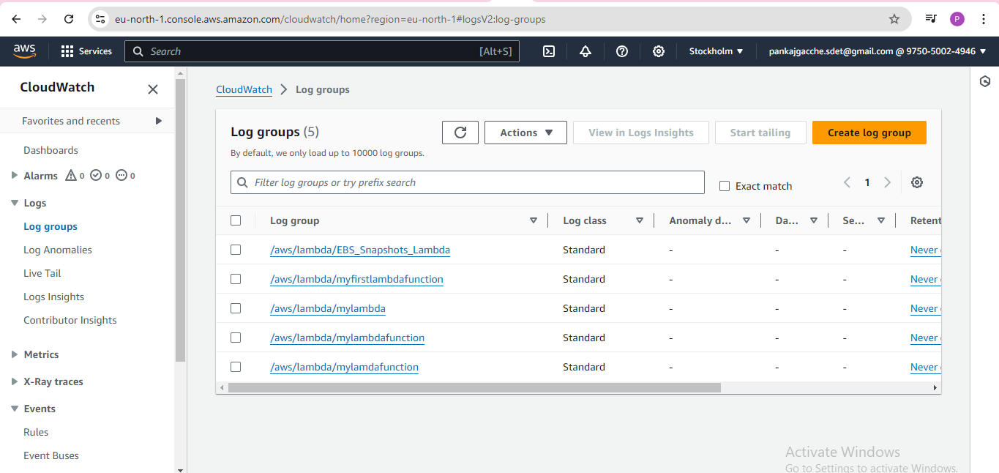 eu-north-1.console.aws.amazon.com/cloudwatch/home?region=eu-north-1#logsV2:log-groups
P
aws Services Search [Alt+S] Stockholm pankajgacche.sdet@gmail.com @ 9750-5002-4946
CloudWatch
Favorites and recents
Dashboards
Alarms 0 0 0
Logs
Log groups
Log Anomalies
Live Tail
Logs Insights
Contributor Insights
Metrics
X-Ray traces
Events
Rules
Event Buses
CloudWatch Log groups
Log groups (5)
Actions View in Logs Insights Start tailing Create log group
By default, we only load up to 10000 log groups.
Filter log groups or try prefix search Exact match 1
Log group Log class Anomaly d... Da... Se... Retent
/aws/lambda/EBS_Snapshots_Lambda Standard - - - Never
/aws/lambda/myfirstlambdafunction Standard - - - Never
/aws/lambda/mylambda Standard - - - Never
/aws/lambda/mylambdafunction Standard - - - Never
/aws/lambda/mylamdafunction Standard - - - Never
Activate Windows
Go to Settings to activate Windows.